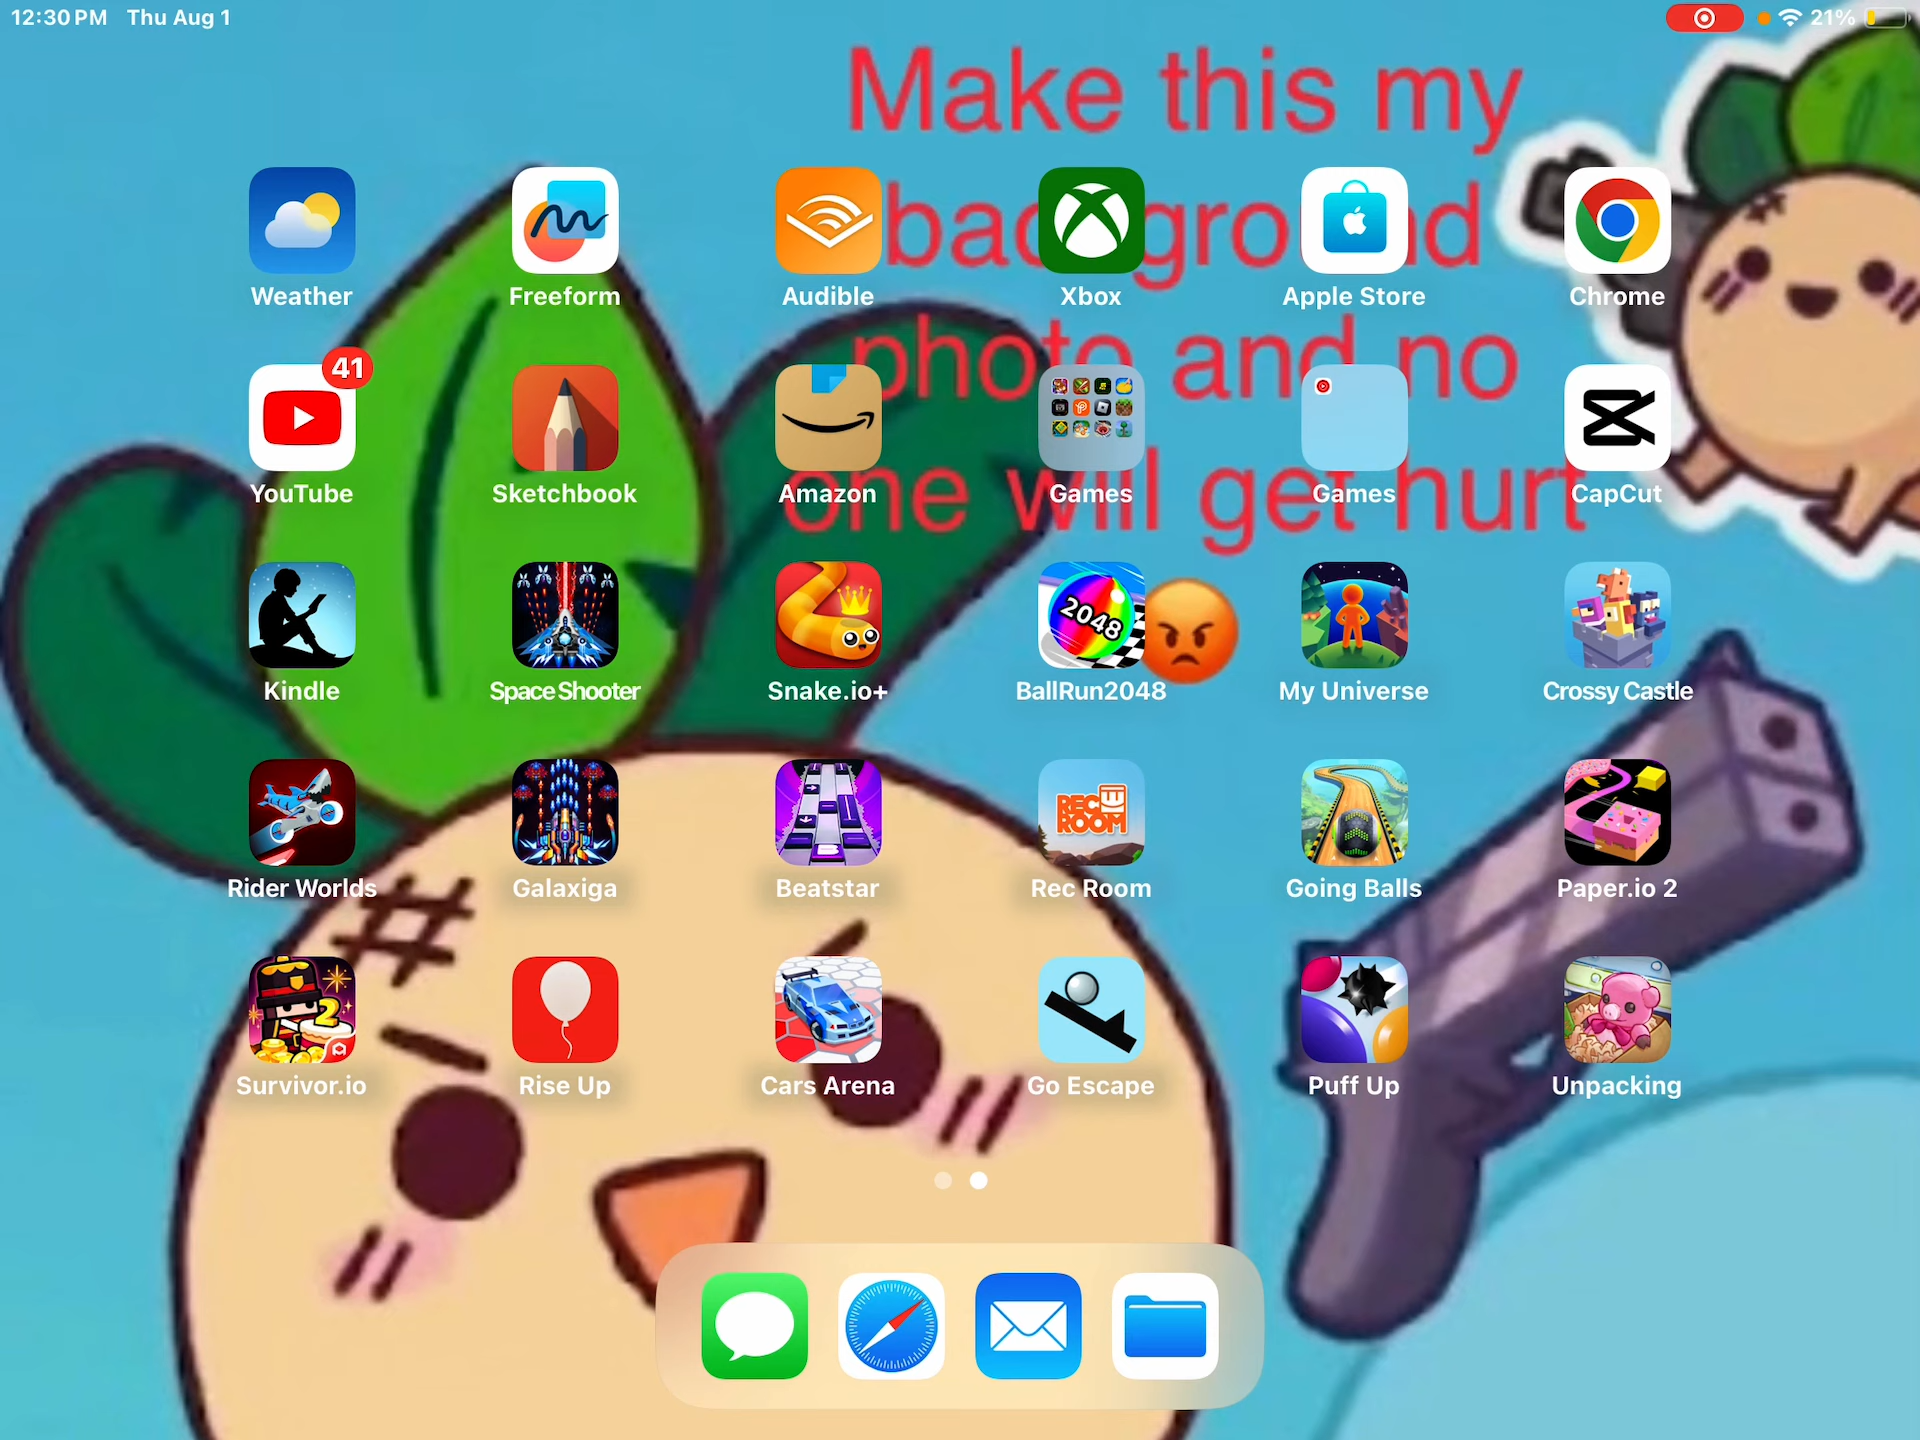 12:30 PM Thu Aug 1
21%
Make this my
background
photo and no
one will get hurt
Weather
Freeform
Audible
Xbox
Apple Store
Chrome
41
YouTube
Sketchbook
Amazon
Games
Games
CapCut
2048
Kindle
Space Shooter
Snake.io+
BallRun2048
My Universe
Crossy Castle
REC
ROOM
Rider Worlds
Galaxiga
Beatstar
Rec Room
Going Balls
Paper.io 2
2
Survivor.io
Rise Up
Cars Arena
Go Escape
Puff Up
Unpacking